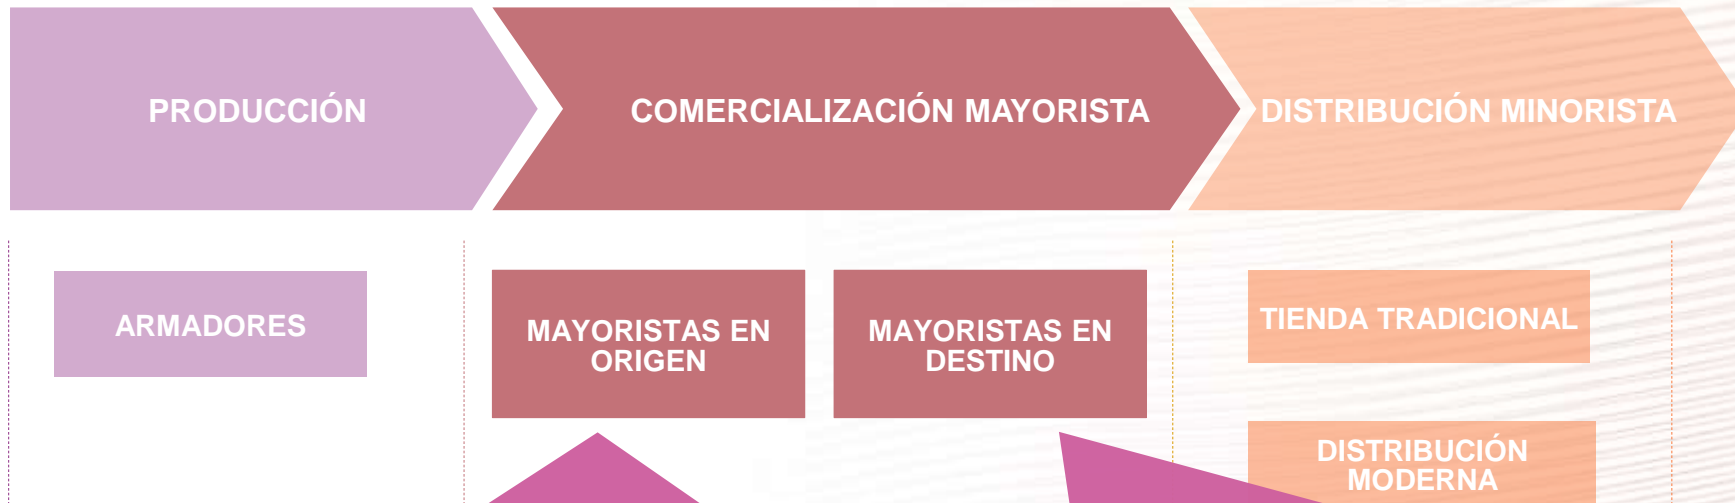 PRODUCCIÓN
COMERCIALIZACIÓN MAYORISTA
DISTRIBUCIÓN MINORISTA
ARMADORES
MAYORISTAS EN
ORIGEN
MAYORISTAS EN
DESTINO
TIENDA TRADICIONAL
DISTRIBUCIÓN
MODERNA